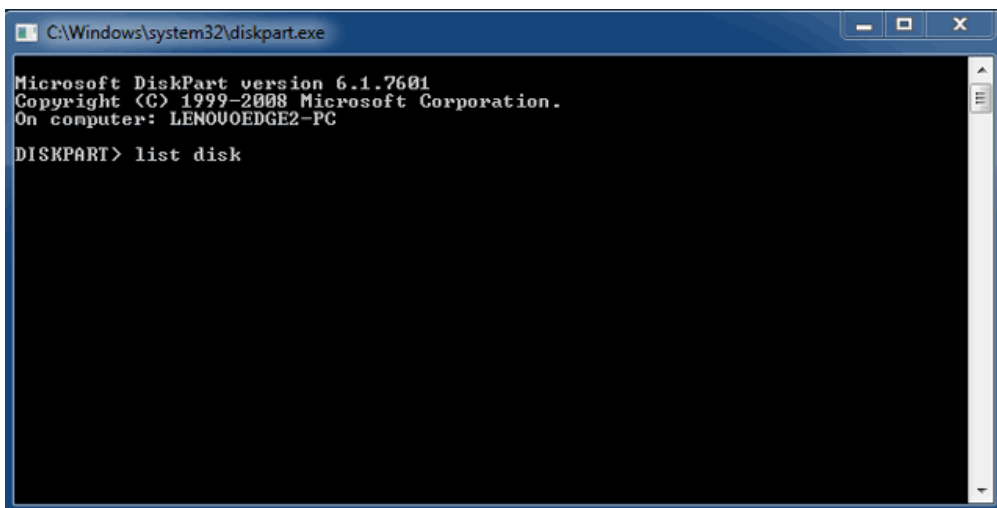 C:\Windows\system32\diskpart.exe
Microsoft DiskPart version 6.1.7601
Copyright (C) 1999-2008 Microsoft Corporation.
On computer: LENOVOEDGE2-PC
DISKPART> list disk